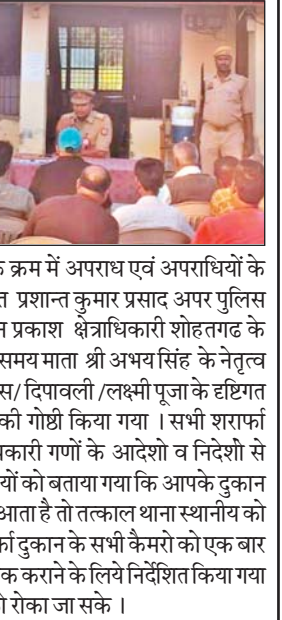 क्रम में अपराध एवं अपराधियों के
प्रशान्त कुमार प्रसाद अपर पुलिस
प्रकाश क्षेत्राधिकारी शोहतगढ के
समय माता श्री अभय सिंह के नेतृत्व
स/ दिपावली /लक्ष्मी पूजा के दृष्टिगत
की गोष्ठी किया गया । सभी शरार्फा
कारी गणों के आदेशो व निदेशो से
यों को बताया गया कि आपके दुकान
आता है तो तत्काल थाना स्थानीय को
र्फा दुकान के सभी कैमरो को एक बार
क कराने के लिये निर्देशित किया गया
रोका जा सके ।